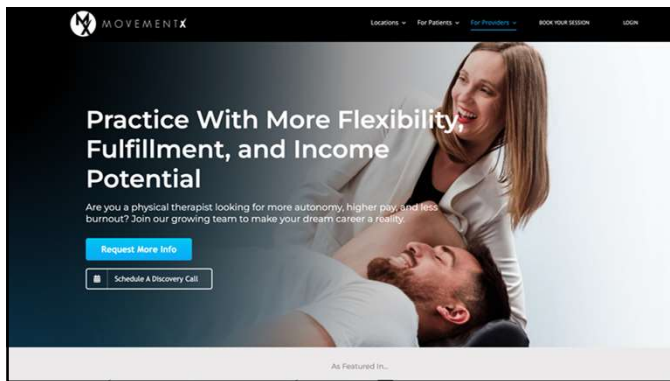 MX MOVEMENTX
Locations For Patients For Providers BOOK YOUR SESSION LOGIN
Practice With More Flexibility,
Fulfillment, and Income
Potential
Are you a physical therapist looking for more autonomy, higher pay, and less
burnout? Join our growing team to make your dream career a reality.
Request More Info
Schedule A Discovery Call
As Featured In...